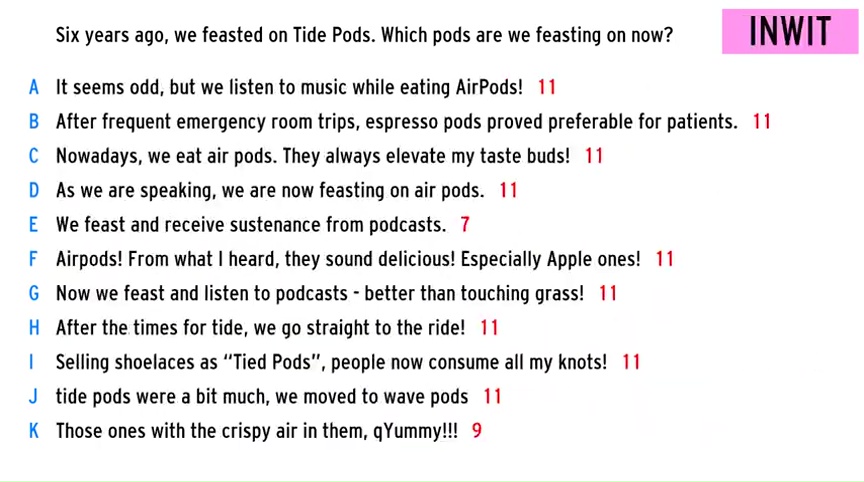 Six years ago, we feasted on Tide Pods. Which pods are we feasting on now?
INWIT
A It seems odd, but we listen to music while eating AirPods! 11
B After frequent emergency room trips, espresso pods proved preferable for patients. 11
C Nowadays, we eat air pods. They always elevate my taste buds! 11
D As we are speaking, we are now feasting on air pods. 11
E We feast and receive sustenance from podcasts. 7
F Airpods! From what I heard, they sound delicious! Especially Apple ones! 11
G Now we feast and listen to podcasts - better than touching grass! 11
H After the times for tide, we go straight to the ride! 11
I Selling shoelaces as “Tied Pods”, people now consume all my knots! 11
J tide pods were a bit much, we moved to wave pods 11
K Those ones with the crispy air in them, qYummy!!! 9